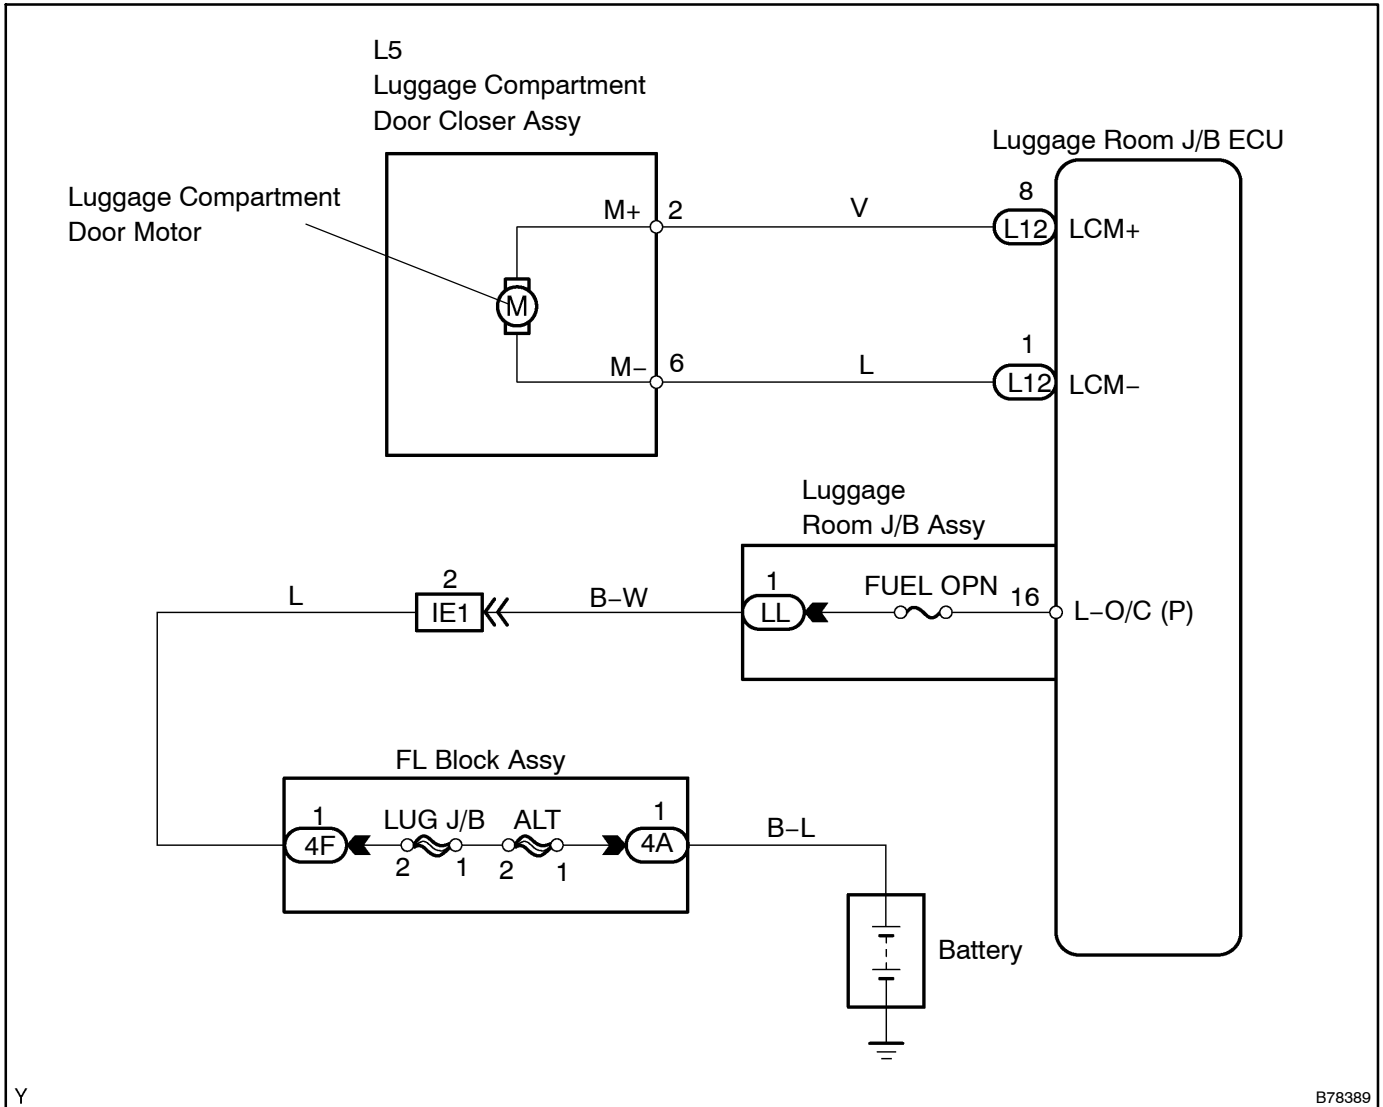 L5
Luggage Compartment
Door Closer Assy
Luggage Room J/B ECU
Luggage Compartment
Door Motor
M+ 2 V 8 L12 LCM+
M
M− 6 L 1 L12 LCM−
Luggage
Room J/B Assy
L 2 IE1 B−W 1 LL FUEL OPN 16 L−O/C (P)
FL Block Assy
1 4F LUG J/B ALT 1 4A B−L
2 1 2 1
Battery
Y
B78389